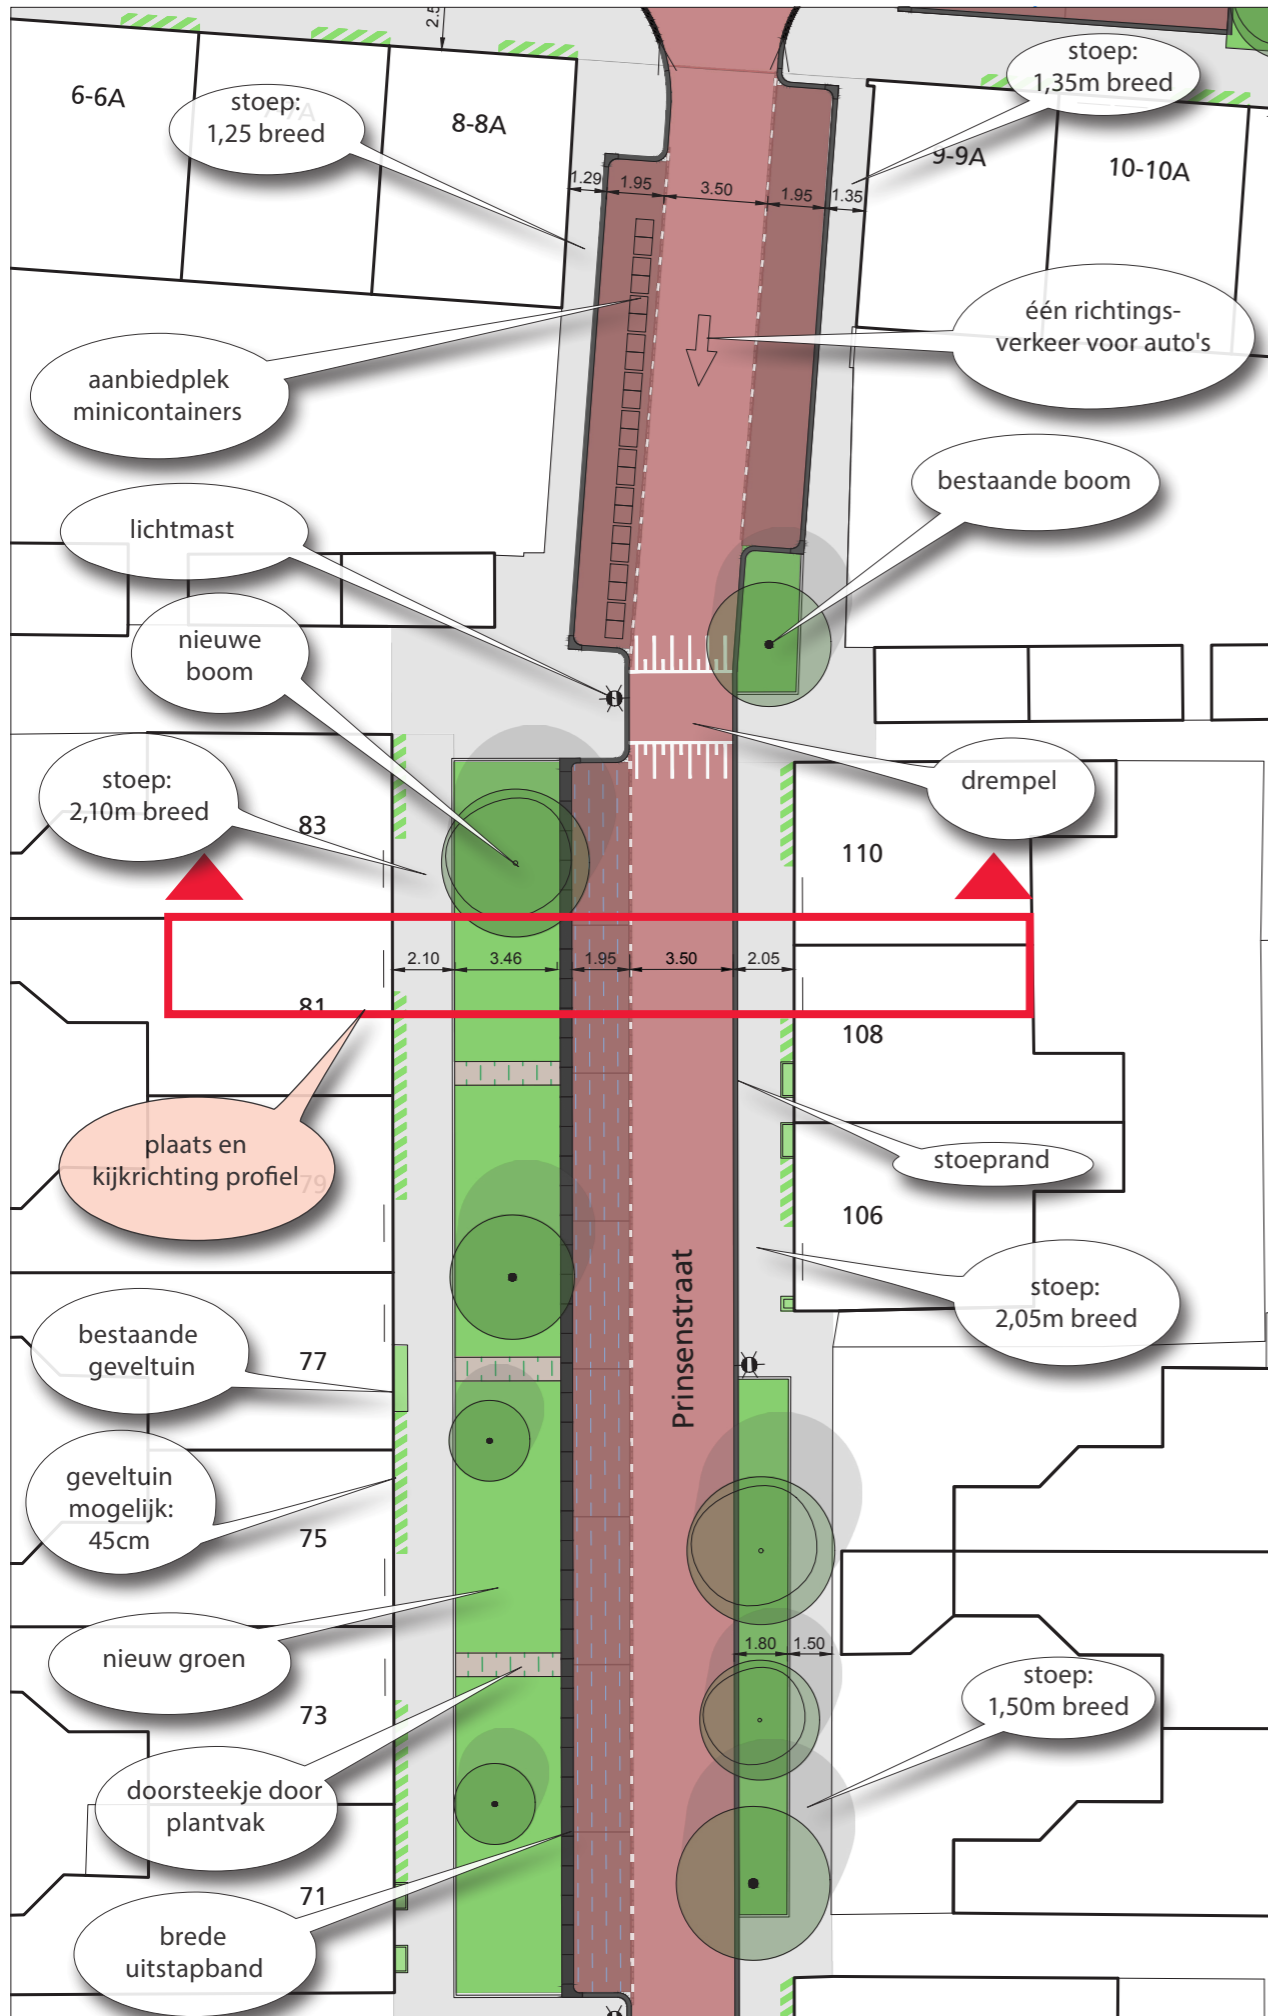 2.5
6-6A
stoep:
1,25 breed
8-8A
stoep:
1,35m breed
9-9A
10-10A
1.29
1.95
3.50
1.95
1.35
één richtings-
verkeer voor auto's
aanbiedplek
minicontainers
bestaande boom
lichtmast
nieuwe
boom
stoep:
2,10m breed
83
drempel
110
2.10
3.46
1.95
3.50
2.05
81
108
plaats en
kijkrichting profiel
79
stoeprand
106
Prinsenstraat
stoep:
2,05m breed
bestaande
geveltuin
77
geveltuin
mogelijk:
45cm
75
nieuw groen
1.80
1.50
stoep:
1,50m breed
73
doorsteekje door
plantvak
71
brede
uitstapband